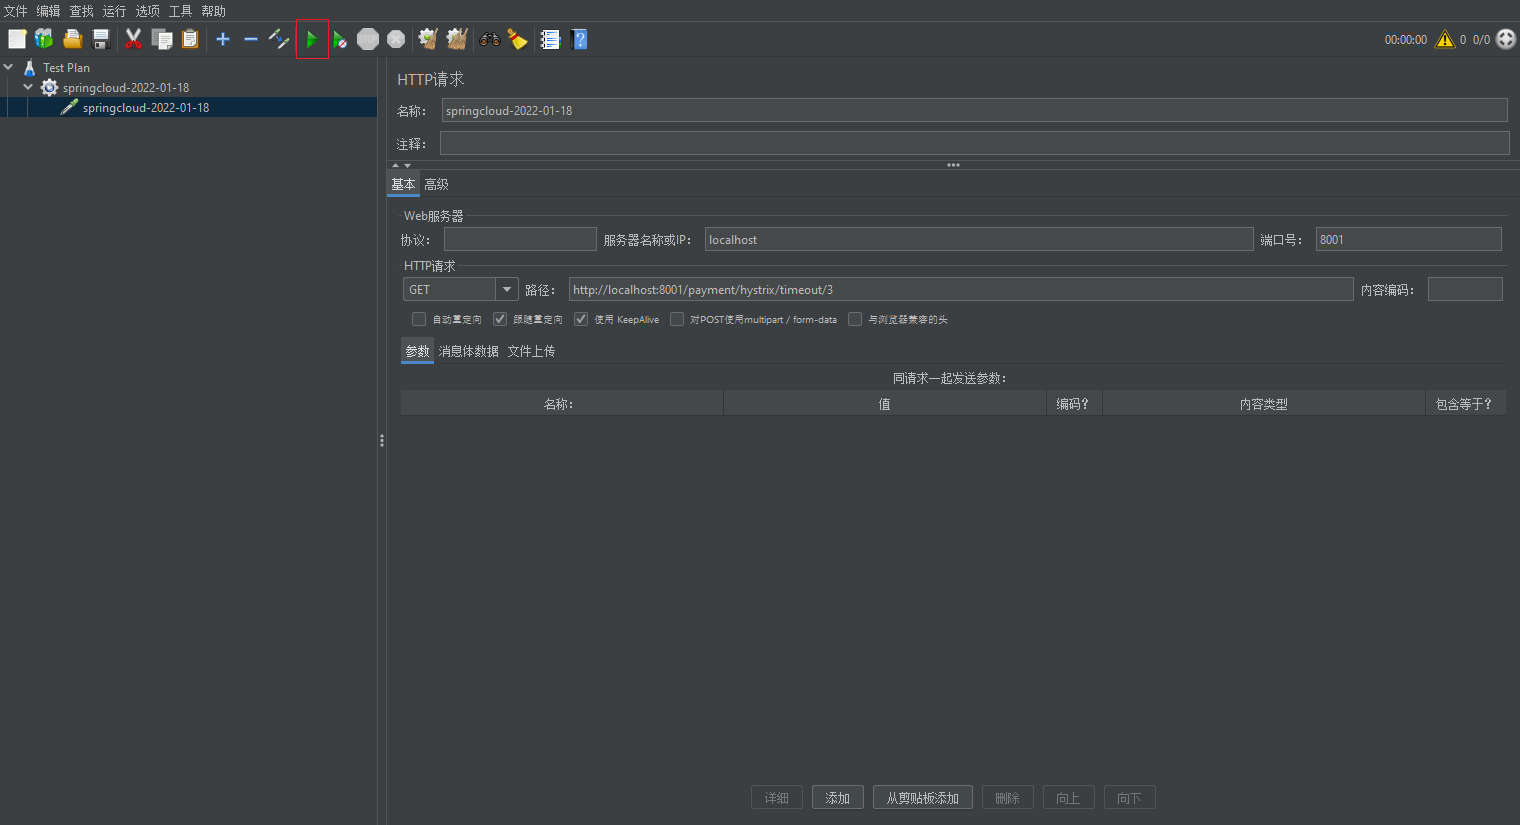 文件 编辑 查找 运行 选项 工具 帮助
00:00:00 0 0/0
Test Plan
springcloud-2022-01-18
springcloud-2022-01-18
HTTP请求
名称： springcloud-2022-01-18
注释：
基本 高级
Web服务器
协议： 服务器名称或IP： localhost 端口号： 8001
HTTP请求
GET 路径： http://localhost:8001/payment/hystrix/timeout/3 内容编码：
自动重定向 跟随重定向 使用 KeepAlive 对POST使用multipart / form-data 与浏览器兼容的头
参数 消息体数据 文件上传
同请求一起发送参数：
名称： 值 编码? 内容类型 包含等于?
详细 添加 从剪贴板添加 删除 向上 向下